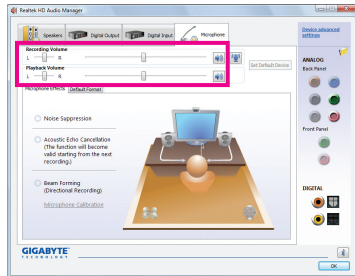 Realtek HD Audio Manager
Speakers
Digital Output
Digital Input
Microphone
Device advanced
settings
Recording Volume
L
R
Set Default Device
Playback Volume
L
R
Microphone Effects
Default Format
ANALOG
Back Panel
Noise Suppression
Acoustic Echo Cancellation
(The function will become
valid starting from the next
recording.)
Front Panel
Beam Forming
(Directional Recording)
Microphone Calibration
DIGITAL
GIGABYTE
TECHNOLOGY
OK